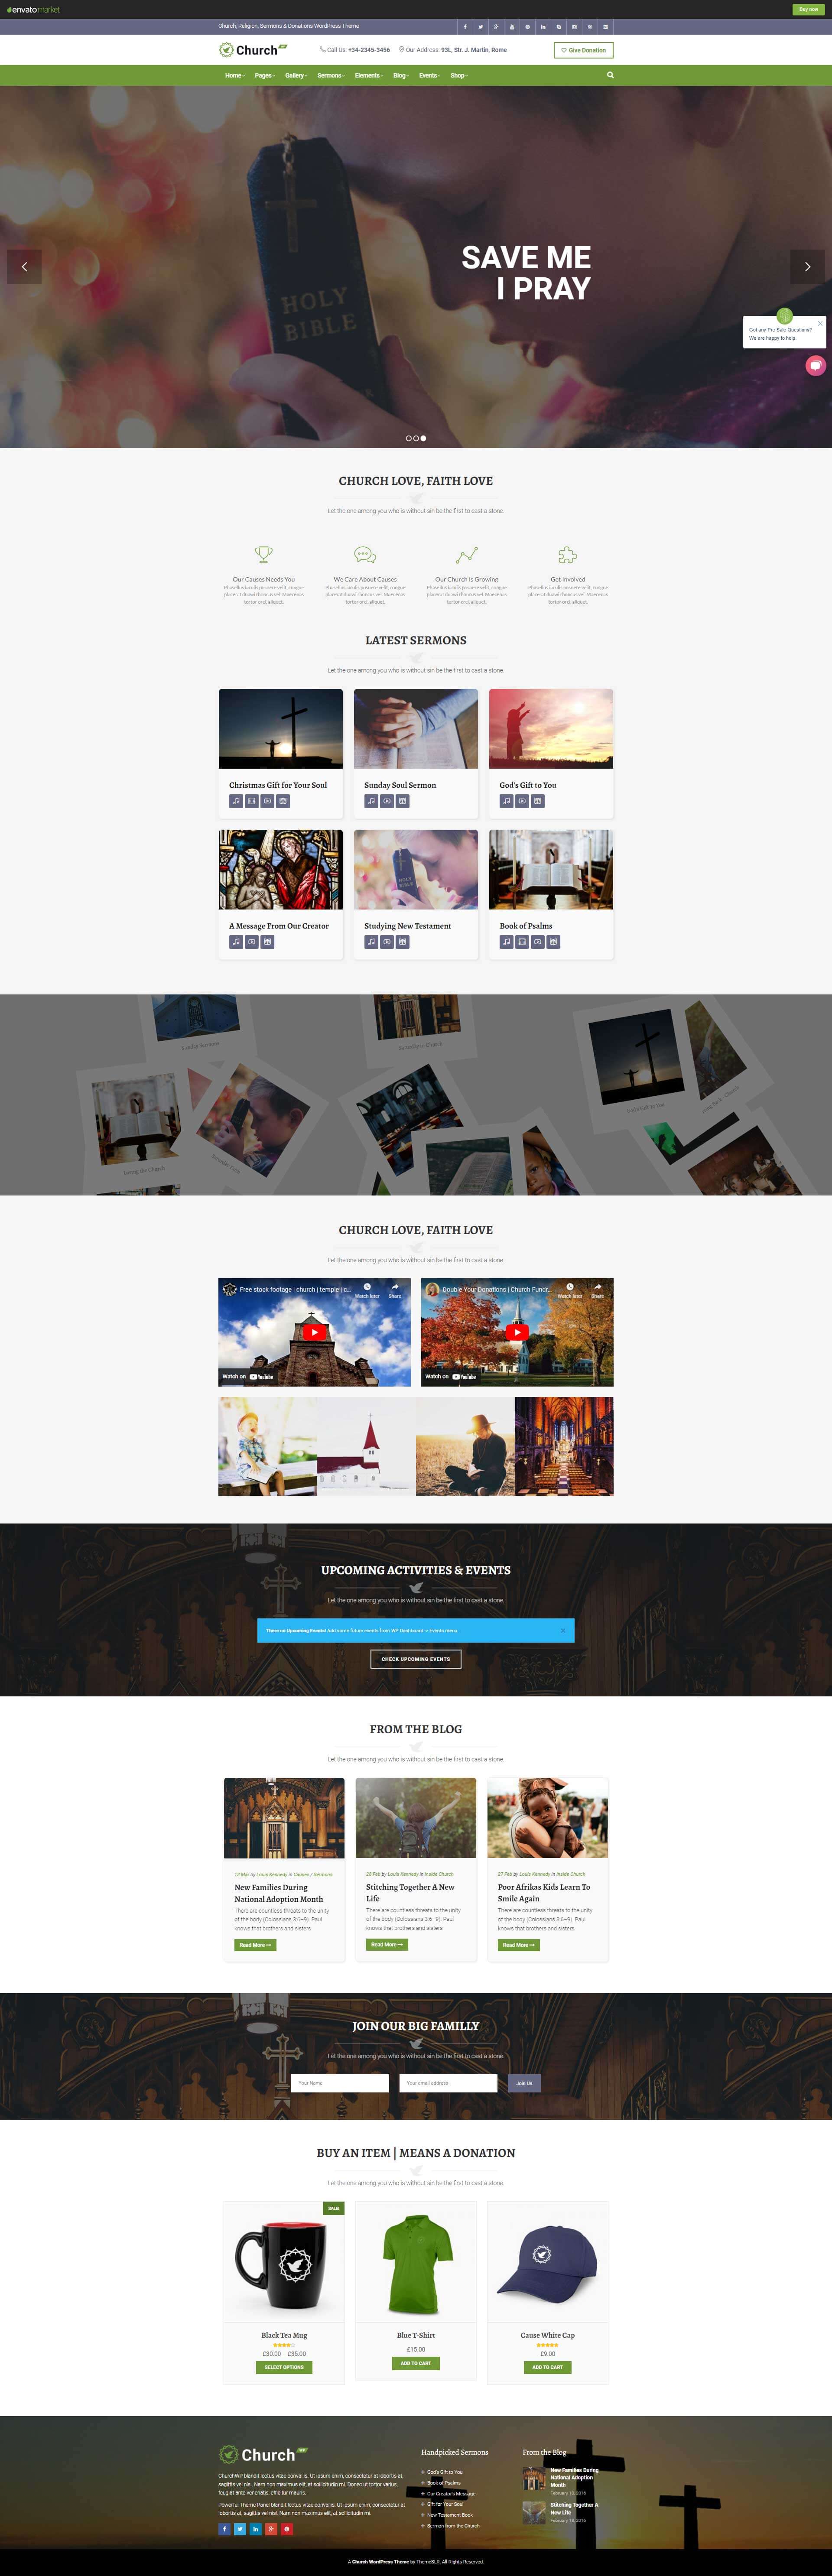 envatomarket
Buy now
Church, Religion, Sermons & Donations WordPress Theme
Church WP
Call Us: +34-2345-3456
Our Address: 93L, Str. J. Martin, Rome
Give Donation
Home
Pages
Gallery
Sermons
Elements
Blog
Events
Shop
HOLY
BIBLE
SAVE ME
I PRAY
Got any Pre Sale Questions?
We are happy to help
CHURCH LOVE, FAITH LOVE
Let the one among you who is without sin be the first to cast a stone.
Our Causes Needs You
We Care About Causes
Our Church Is Growing
Get Involved
Phasellus iaculis posuere velit, congue
placerat dusxel rhoncus vel. Maecenas
tortor orci, aliquet.
Phasellus iaculis posuere velit, congue
placerat dusxel rhoncus vel. Maecenas
tortor orci, aliquet.
Phasellus iaculis posuere velit, congue
placerat dusxel rhoncus vel. Maecenas
tortor orci, aliquet.
Phasellus iaculis posuere velit, congue
placerat dusxel rhoncus vel. Maecenas
tortor orci, aliquet.
LATEST SERMONS
Let the one among you who is without sin be the first to cast a stone.
Christmas Gift for Your Soul
Sunday Soul Sermon
God's Gift to You
HOLY
BIBLE
A Message From Our Creator
Studying New Testament
Book of Psalms
God's Gift to You
CHURCH LOVE, FAITH LOVE
Let the one among you who is without sin be the first to cast a stone.
Free stock footage | church | temple | c...
Watch later
Share
Watch on YouTube
Double Your Donations | Church Fundr...
Watch later
Share
Watch on YouTube
UPCOMING ACTIVITIES & EVENTS
Let the one among you who is without sin be the first to cast a stone.
There no Upcoming Events! Add some future events from WP Dashboard -> Events menu.
CHECK UPCOMING EVENTS
FROM THE BLOG
Let the one among you who is without sin be the first to cast a stone.
13 Mar by Louis Kennedy in Causes / Sermons
New Families During
National Adoption Month
There are countless threats to the unity
of the body (Colossians 3:6–9). Paul
knows that brothers and sisters
Read More
28 Feb by Louis Kennedy in Inside Church
Stitching Together A New
Life
There are countless threats to the unity
of the body (Colossians 3:6–9). Paul
knows that brothers and sisters
Read More
27 Feb by Louis Kennedy in Inside Church
Poor Afrikas Kids Learn To
Smile Again
There are countless threats to the unity
of the body (Colossians 3:6–9). Paul
knows that brothers and sisters
Read More
JOIN OUR BIG FAMILLY
Let the one among you who is without sin be the first to cast a stone.
Your Name
Your email address
Join Us
BUY AN ITEM | MEANS A DONATION
Let the one among you who is without sin be the first to cast a stone.
SALE!
Black Tea Mug
£30.00 – £35.00
SELECT OPTIONS
Blue T-Shirt
£15.00
ADD TO CART
Cause White Cap
£9.00
ADD TO CART
Church WP
ChurchWP blandit lectus vitae convallis. Ut ipsum enim, consectetur at lobortis at,
sagittis vel nisi. Nam non maximus elit, at sollicitudin mi. Donec ut tortor varius,
feugiat ante venenatis, efficitur mauris.
Powerful Theme Panel blandit lectus vitae convallis. Ut ipsum enim, consectetur at
lobortis at, sagittis vel nisi. Nam non maximus elit, at sollicitudin mi.
Handpicked Sermons
God's Gift to You
Book of Psalms
Our Creator's Message
Gift for Your Soul
New Testament Book
Sermon from the Church
From the Blog
New Families During
National Adoption
Month
February 18, 2016
Stitching Together A
New Life
February 18, 2016
A Church WordPress Theme by ThemeSLR. All Rights Reserved.